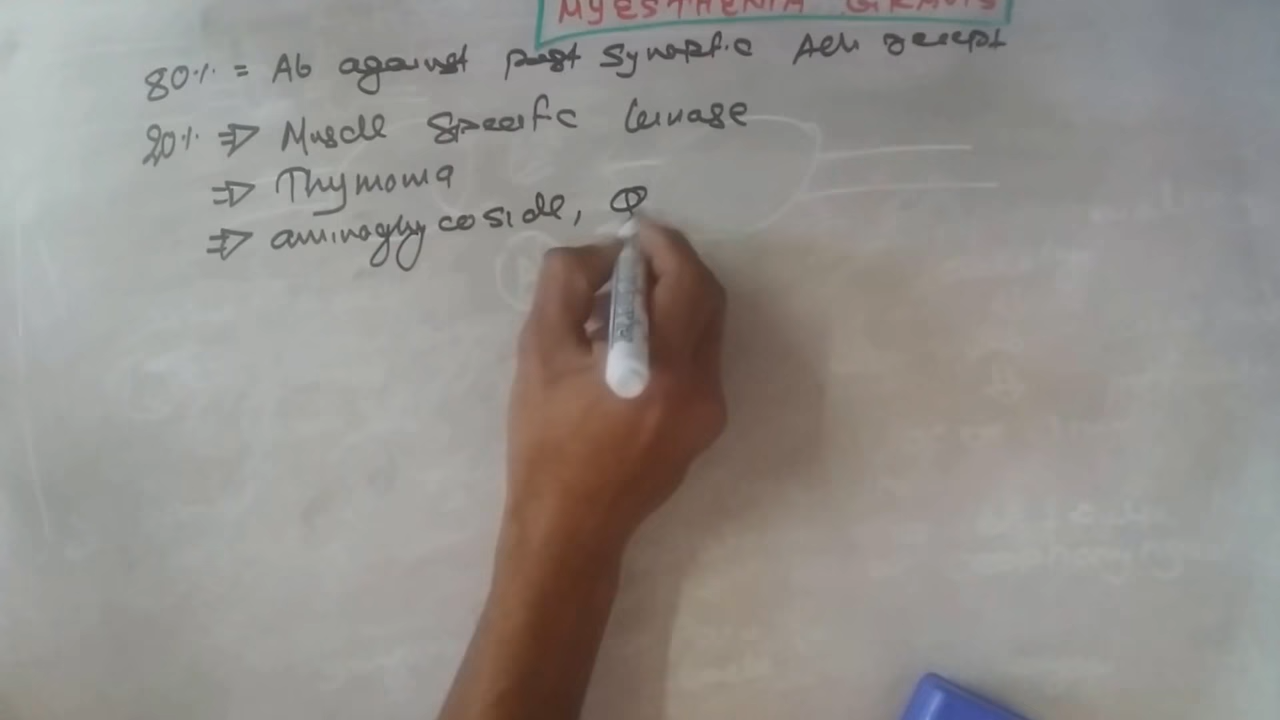 MYESTHENIA GRAVIS
80% = Ab against post synaptic Ach recept
20% ⇒ Muscle Specific kinase
⇒ Thymoma
⇒ aminoglycoside, Q